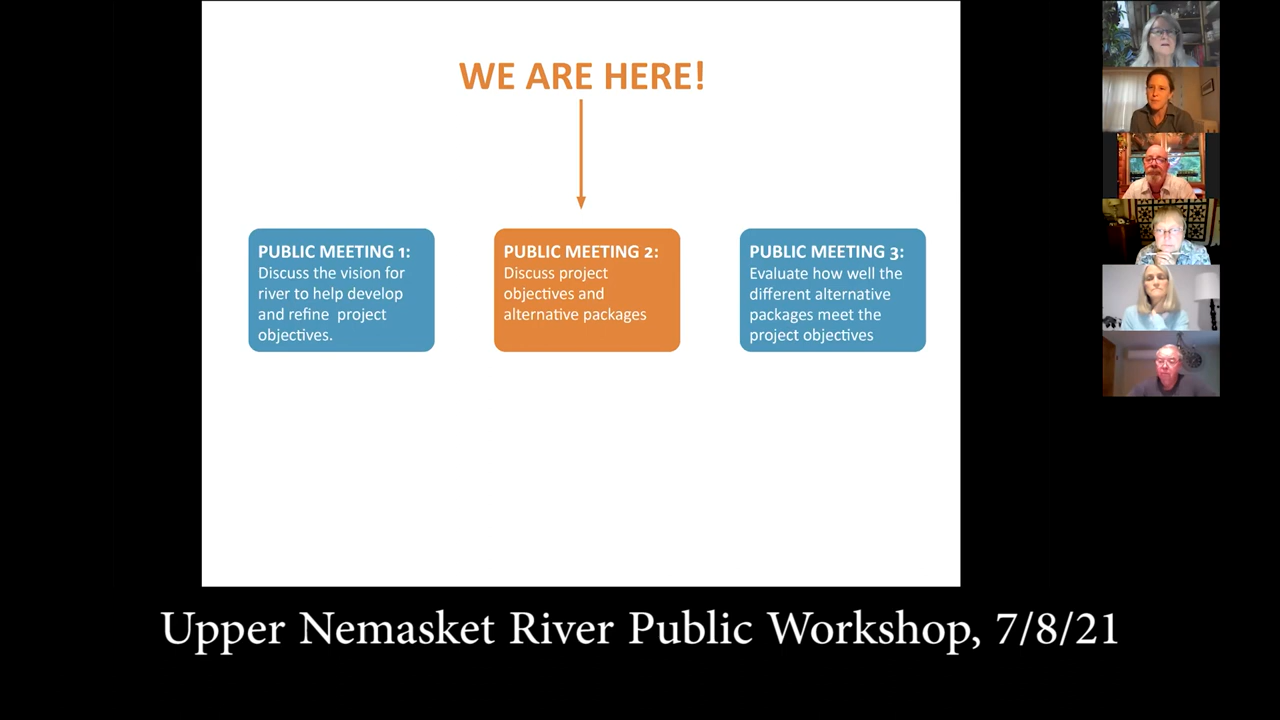 WE ARE HERE!
PUBLIC MEETING 1:
Discuss the vision for
river to help develop
and refine project
objectives.
PUBLIC MEETING 2:
Discuss project
objectives and
alternative packages
PUBLIC MEETING 3:
Evaluate how well the
different alternative
packages meet the
project objectives
Upper Nemasket River Public Workshop, 7/8/21